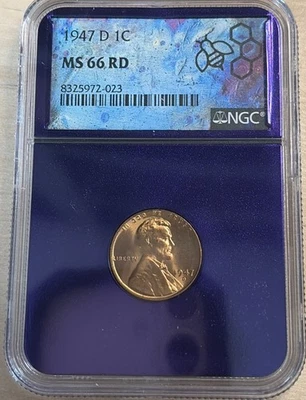 1947 D 1C
MS 66 RD
8325972-023
NGC
IN GOD WE TRUST
LIBERTY
1947
D